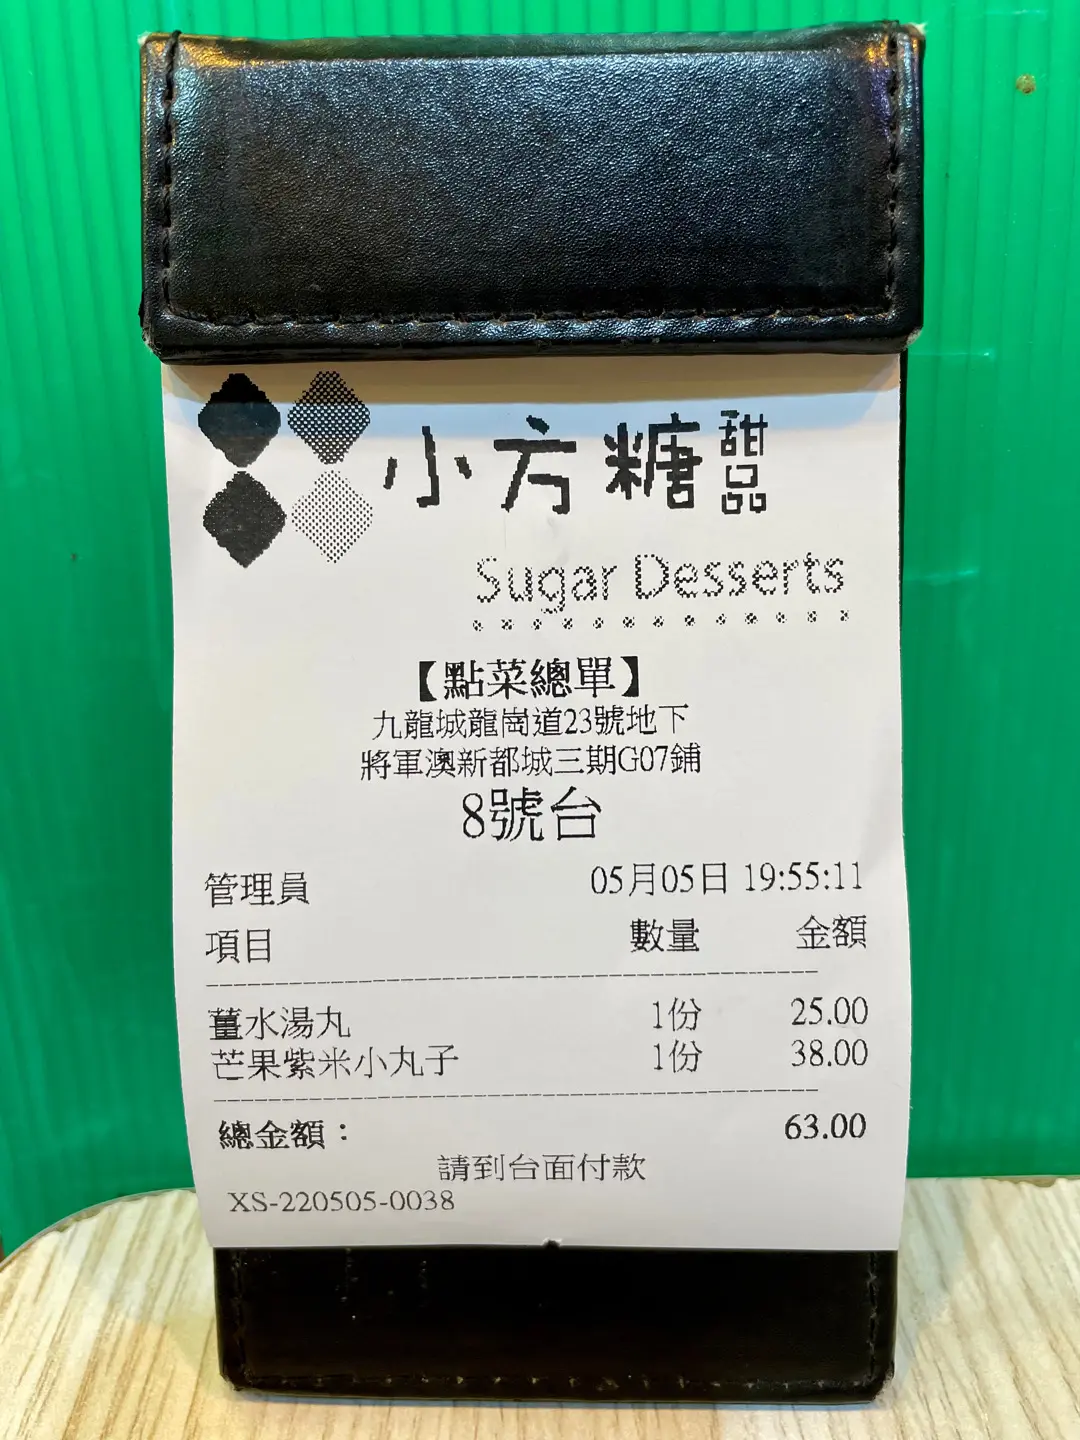 小方糖甜品
Sugar Desserts
【點菜總單】
九龍城龍崗道23號地下
將軍澳新都城三期G07鋪
8號台
管理員 05月05日 19:55:11
項目 數量 金額
薑水湯丸 1份 25.00
芒果紫米小丸子 1份 38.00
總金額： 63.00
請到台面付款
XS-220505-0038